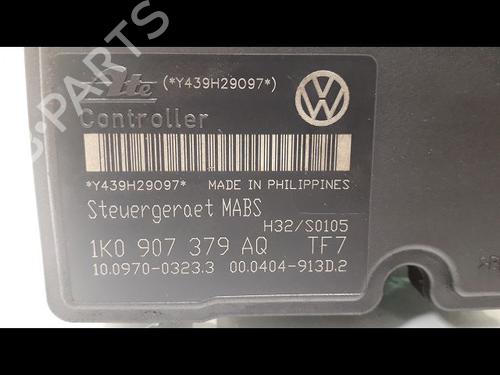 Ate (*Y439H29097*)
Controller
*Y439H29097* MADE IN PHILIPPINES
Steuergeraet MABS
H32/S0105
1K0 907 379 AQ TF7
10.0970-0323.3 00.0404-913D.2